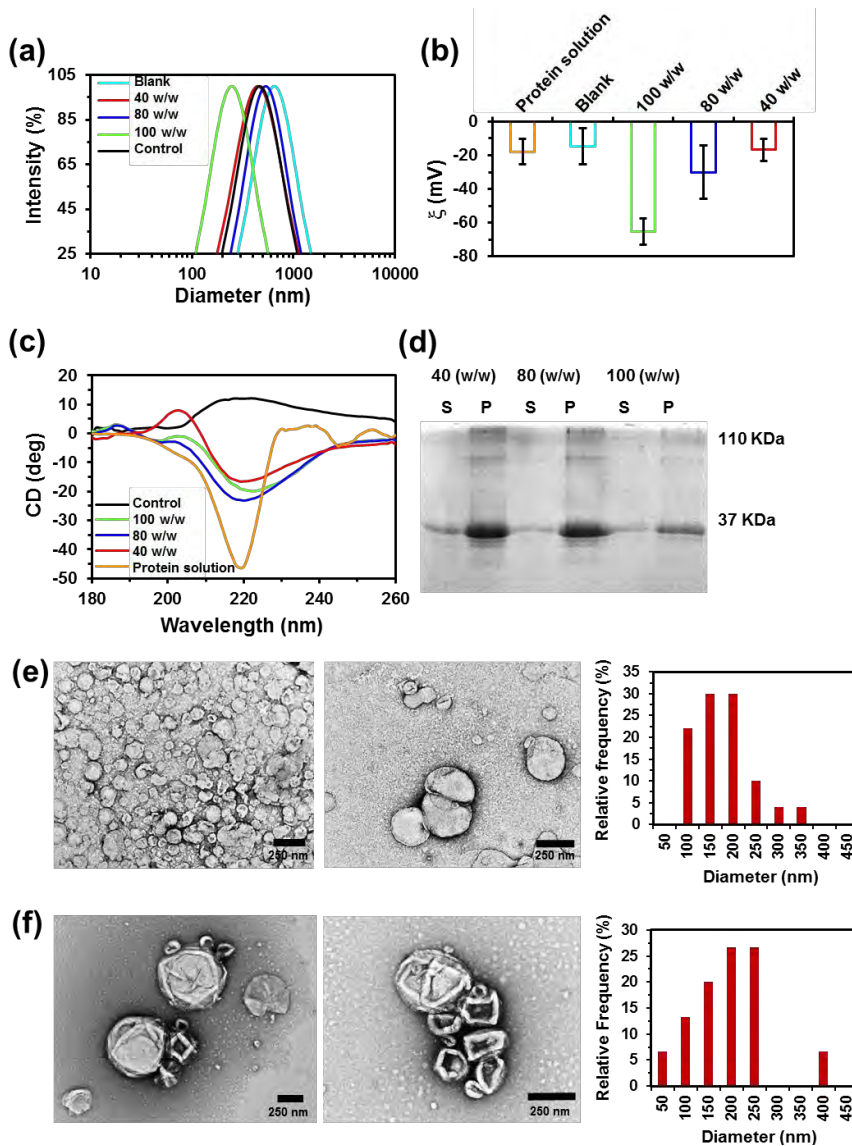 (a)
105
85
65
45
25
Intensity (%)
Blank
40 w/w
80 w/w
100 w/w
Control
10
100
1000
10000
Diameter (nm)
(b)
Protein solution
Blank
100 w/w
80 w/w
40 w/w
0
-20
-40
-60
-80
ξ (mV)
(c)
20
10
0
-10
-20
-30
-40
-50
CD (deg)
Control
100 w/w
80 w/w
40 w/w
Protein solution
180
200
220
240
260
Wavelength (nm)
(d)
40 (w/w) 80 (w/w) 100 (w/w)
S P S P S P
110 KDa
37 KDa
(e)
250 nm
250 nm
Relative frequency (%)
35
30
25
20
15
10
5
0
50
100
150
200
250
300
350
400
450
Diameter (nm)
(f)
250 nm
250 nm
Relative Frequency (%)
30
25
20
15
10
5
0
50
100
150
200
250
300
350
400
450
Diameter (nm)